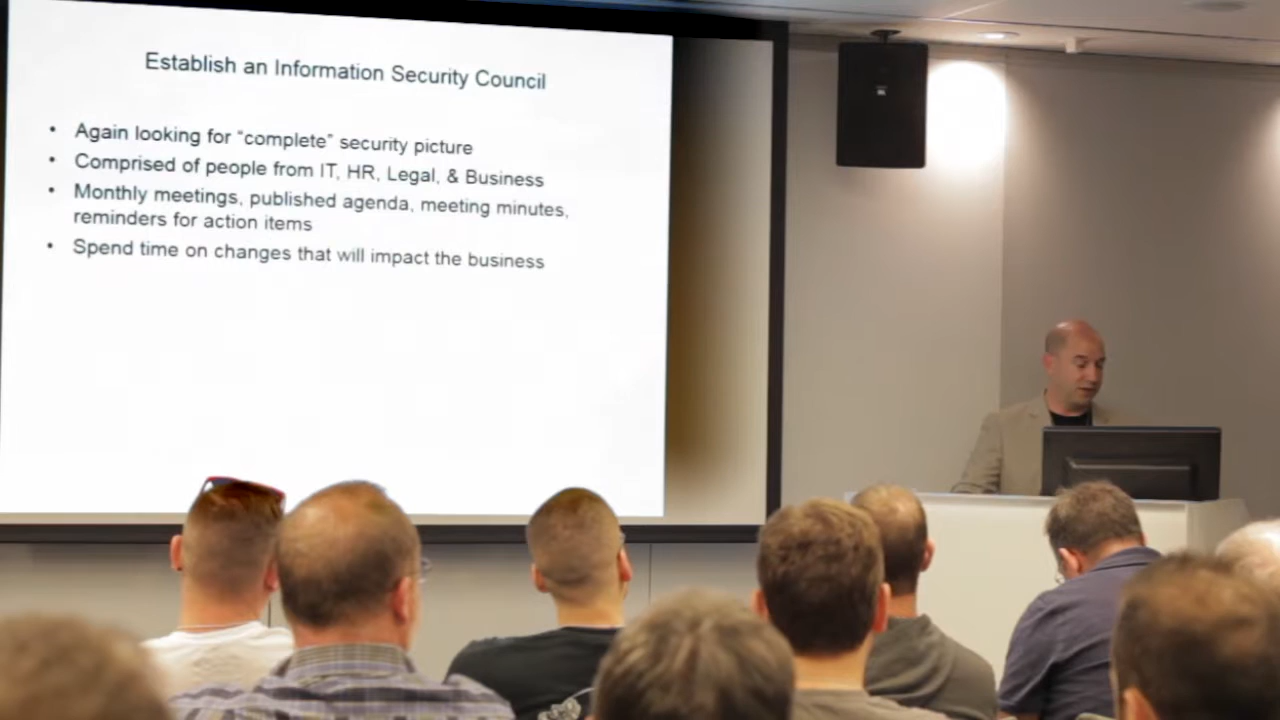 Establish an Information Security Council
• Again looking for “complete” security picture
• Comprised of people from IT, HR, Legal, & Business
• Monthly meetings, published agenda, meeting minutes,
reminders for action items
• Spend time on changes that will impact the business